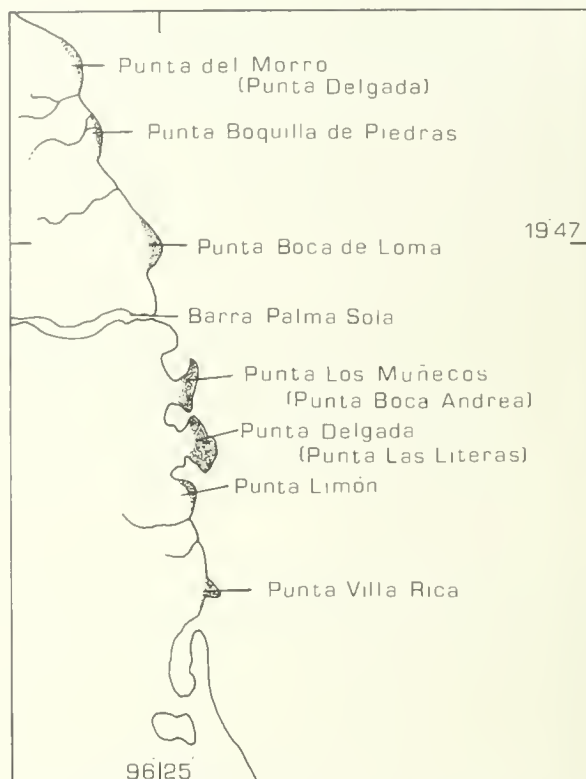 Punta del Morro
(Punta Delgada)
Punta Boquilla de Piedras
19 47
Punta Boca de Loma
Barra Palma Sola
Punta Los Muñecos
(Punta Boca Andrea)
Punta Delgada
(Punta Las Literas)
Punta Limón
Punta Villa Rica
96 25